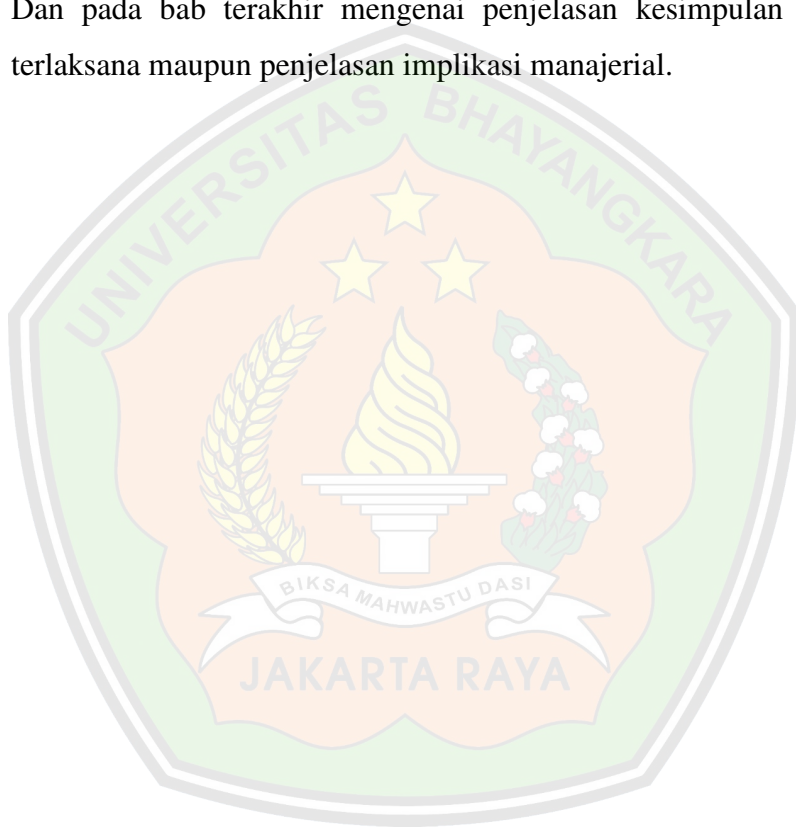 Dan pada bab terakhir mengenai penjelasan kesimpulan
terlaksana maupun penjelasan implikasi manajerial.
UNIVERSITAS BHAYANGKARA
BIKSA MAHWASTU DASI
JAKARTA RAYA